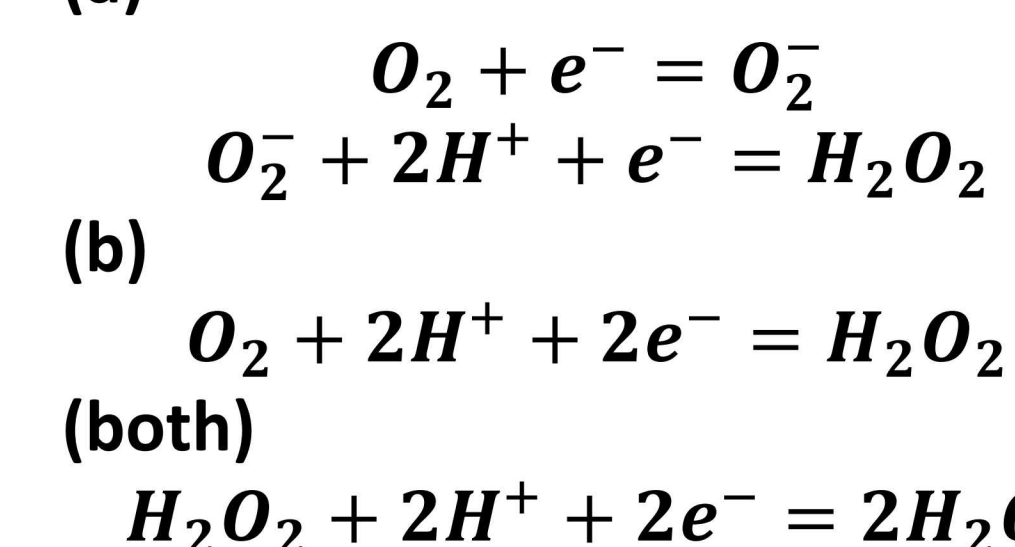 O₂ + e⁻ = O₂⁻
O₂⁻ + 2H⁺ + e⁻ = H₂O₂
(b)
O₂ + 2H⁺ + 2e⁻ = H₂O₂
(both)
H₂O₂ + 2H⁺ + 2e⁻ = 2H₂